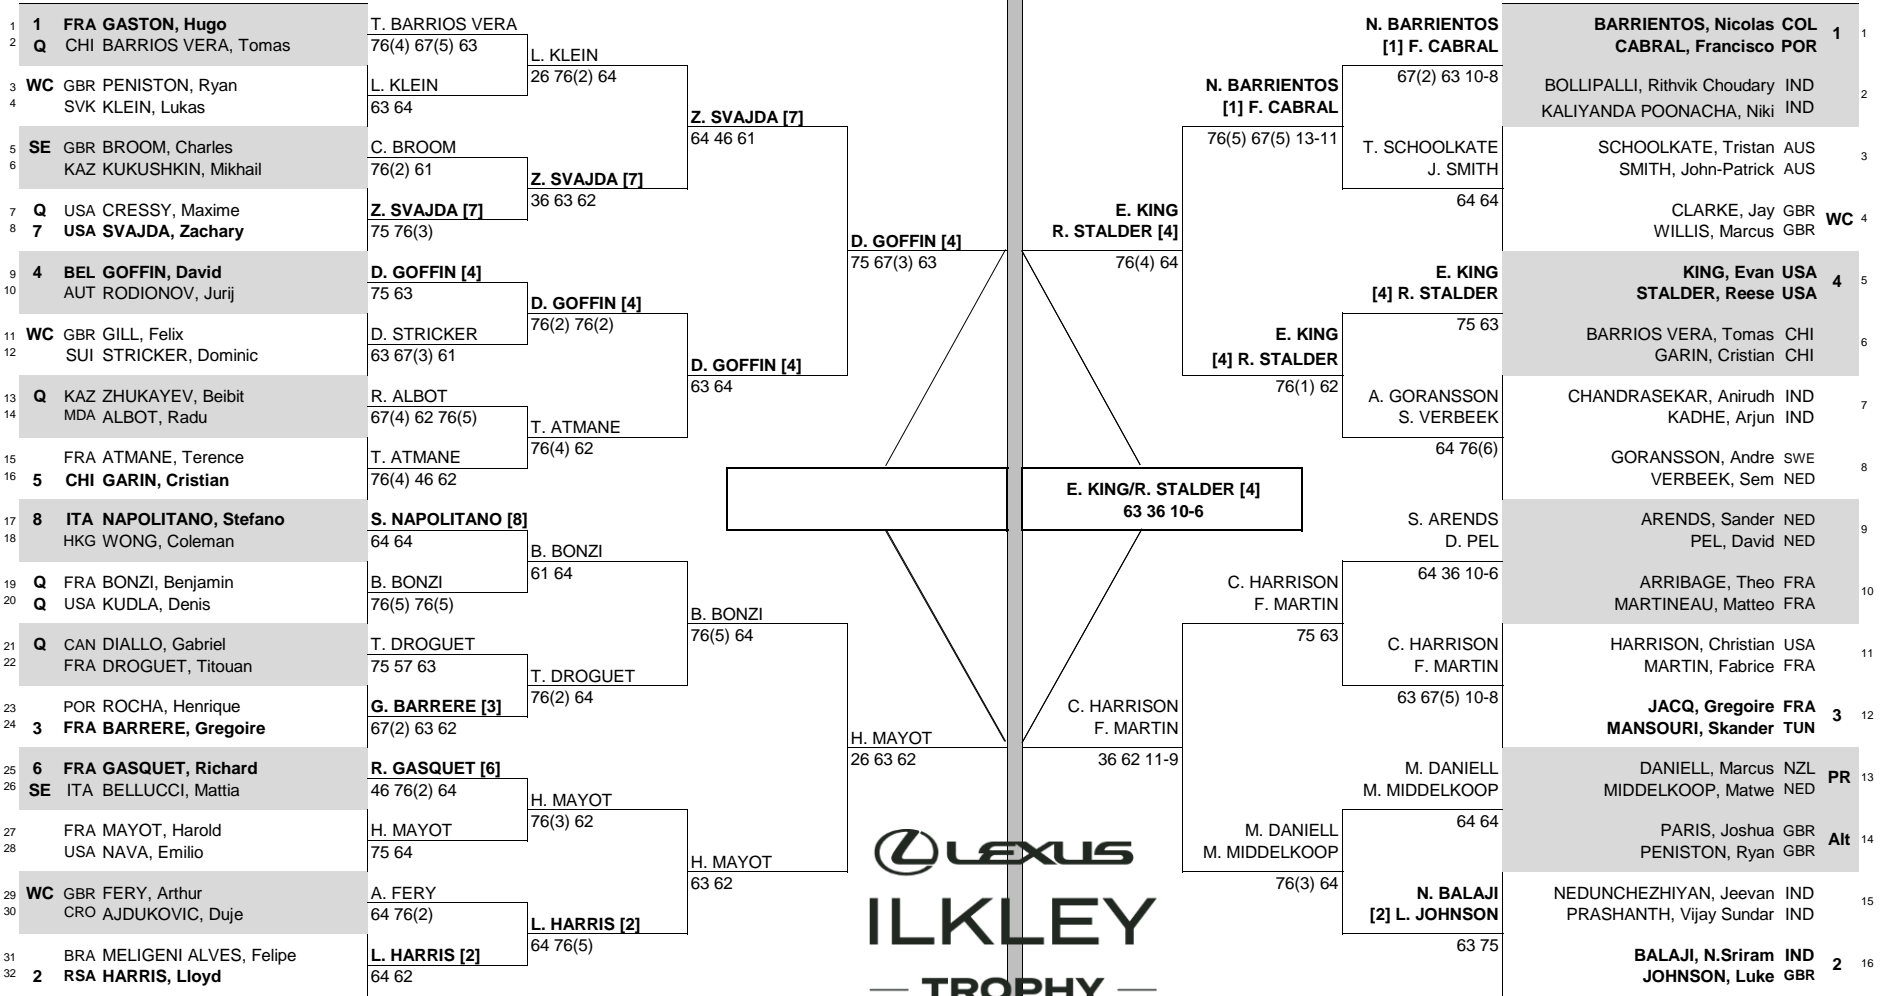 1 1 FRA GASTON, Hugo
2 Q CHI BARRIOS VERA, Tomas
3 WC GBR PENISTON, Ryan
4 SVK KLEIN, Lukas
5 SE GBR BROOM, Charles
6 KAZ KUKUSHKIN, Mikhail
7 Q USA CRESSY, Maxime
8 7 USA SVAJDA, Zachary
9 4 BEL GOFFIN, David
10 AUT RODIONOV, Jurij
11 WC GBR GILL, Felix
12 SUI STRICKER, Dominic
13 Q KAZ ZHUKAYEV, Beibit
14 MDA ALBOT, Radu
15 FRA ATMANE, Terence
16 5 CHI GARIN, Cristian
17 8 ITA NAPOLITANO, Stefano
18 HKG WONG, Coleman
19 Q FRA BONZI, Benjamin
20 Q USA KUDLA, Denis
21 Q CAN DIALLO, Gabriel
22 FRA DROGUET, Titouan
23 POR ROCHA, Henrique
24 3 FRA BARRERE, Gregoire
25 6 FRA GASQUET, Richard
26 SE ITA BELLUCCI, Mattia
27 FRA MAYOT, Harold
28 USA NAVA, Emilio
29 WC GBR FERY, Arthur
30 CRO AJDUKOVIC, Duje
31 BRA MELIGENI ALVES, Felipe
32 2 RSA HARRIS, Lloyd
T. BARRIOS VERA
76(4) 67(5) 63
L. KLEIN
63 64
C. BROOM
76(2) 61
Z. SVAJDA [7]
75 76(3)
D. GOFFIN [4]
75 63
D. STRICKER
63 67(3) 61
R. ALBOT
67(4) 62 76(5)
T. ATMANE
76(4) 46 62
S. NAPOLITANO [8]
64 64
B. BONZI
76(5) 76(5)
T. DROGUET
75 57 63
G. BARRERE [3]
67(2) 63 62
R. GASQUET [6]
46 76(2) 64
H. MAYOT
75 64
A. FERY
64 76(2)
L. HARRIS [2]
64 62
L. KLEIN
26 76(2) 64
Z. SVAJDA [7]
36 63 62
D. GOFFIN [4]
76(2) 76(2)
T. ATMANE
76(4) 62
B. BONZI
61 64
T. DROGUET
76(2) 64
H. MAYOT
76(3) 62
L. HARRIS [2]
64 76(5)
Z. SVAJDA [7]
64 46 61
D. GOFFIN [4]
63 64
B. BONZI
76(5) 64
H. MAYOT
63 62
D. GOFFIN [4]
75 67(3) 63
H. MAYOT
26 63 62
E. KING/R. STALDER [4]
63 36 10-6
LEXUS
ILKLEY
TROPHY
E. KING
R. STALDER [4]
76(4) 64
C. HARRISON
F. MARTIN
36 62 11-9
N. BARRIENTOS
[1] F. CABRAL
76(5) 67(5) 13-11
E. KING
[4] R. STALDER
76(1) 62
C. HARRISON
F. MARTIN
75 63
M. DANIELL
M. MIDDELKOOP
76(3) 64
N. BARRIENTOS
[1] F. CABRAL
67(2) 63 10-8
T. SCHOOLKATE
J. SMITH
64 64
E. KING
[4] R. STALDER
75 63
A. GORANSSON
S. VERBEEK
64 76(6)
S. ARENDS
D. PEL
64 36 10-6
C. HARRISON
F. MARTIN
63 67(5) 10-8
M. DANIELL
M. MIDDELKOOP
64 64
N. BALAJI
[2] L. JOHNSON
63 75
BARRIENTOS, Nicolas COL 1 1
CABRAL, Francisco POR
BOLLIPALLI, Rithvik Choudary IND 2
KALIYANDA POONACHA, Niki IND
SCHOOLKATE, Tristan AUS 3
SMITH, John-Patrick AUS
CLARKE, Jay GBR WC 4
WILLIS, Marcus GBR
KING, Evan USA 4 5
STALDER, Reese USA
BARRIOS VERA, Tomas CHI 6
GARIN, Cristian CHI
CHANDRASEKAR, Anirudh IND 7
KADHE, Arjun IND
GORANSSON, Andre SWE 8
VERBEEK, Sem NED
ARENDS, Sander NED 9
PEL, David NED
ARRIBAGE, Theo FRA 10
MARTINEAU, Matteo FRA
HARRISON, Christian USA 11
MARTIN, Fabrice FRA
JACQ, Gregoire FRA 3 12
MANSOURI, Skander TUN
DANIELL, Marcus NZL PR 13
MIDDELKOOP, Matwe NED
PARIS, Joshua GBR Alt 14
PENISTON, Ryan GBR
NEDUNCHEZHIYAN, Jeevan IND 15
PRASHANTH, Vijay Sundar IND
BALAJI, N.Sriram IND 2 16
JOHNSON, Luke GBR